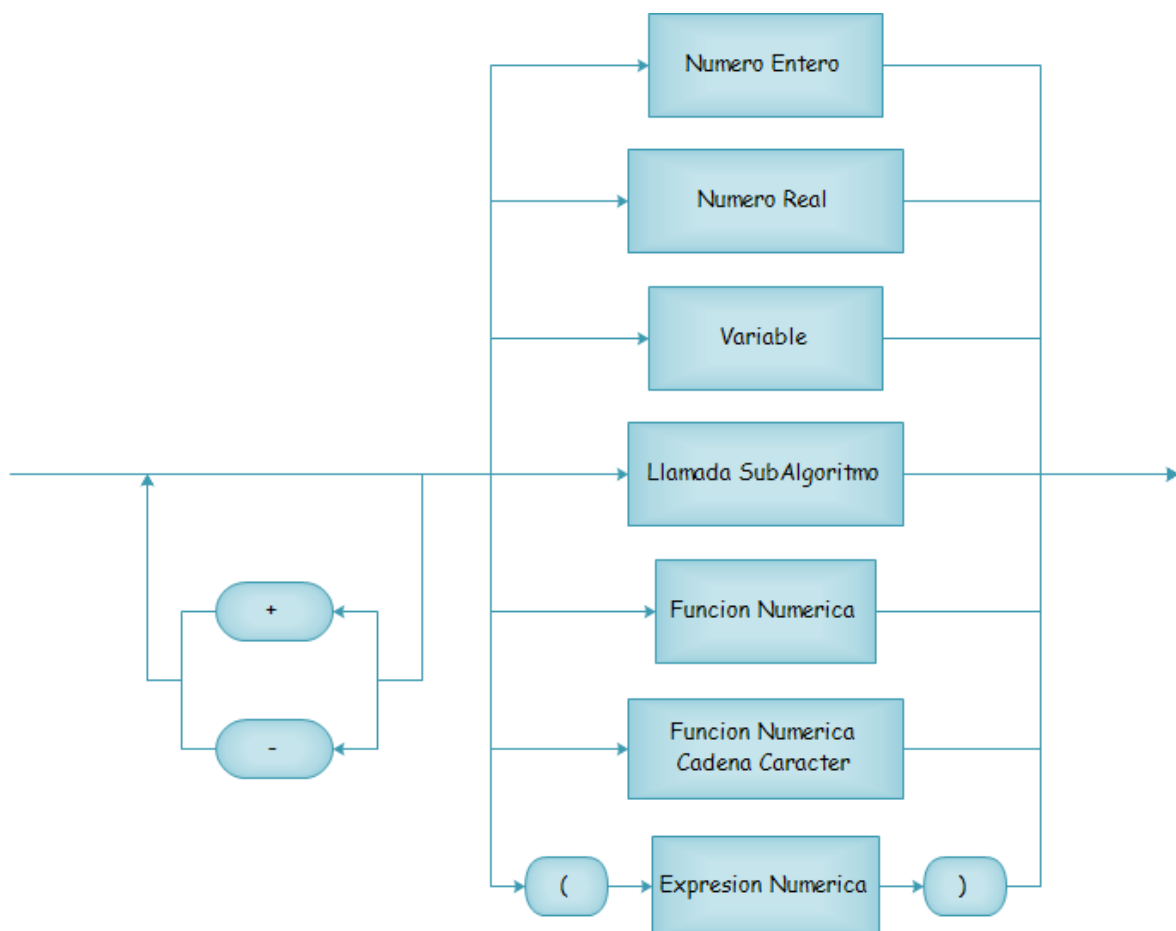 Numero Entero
Numero Real
Variable
Llamada SubAlgoritmo
+
Funcion Numerica
-
Funcion Numerica
Cadena Caracter
( Expresion Numerica )